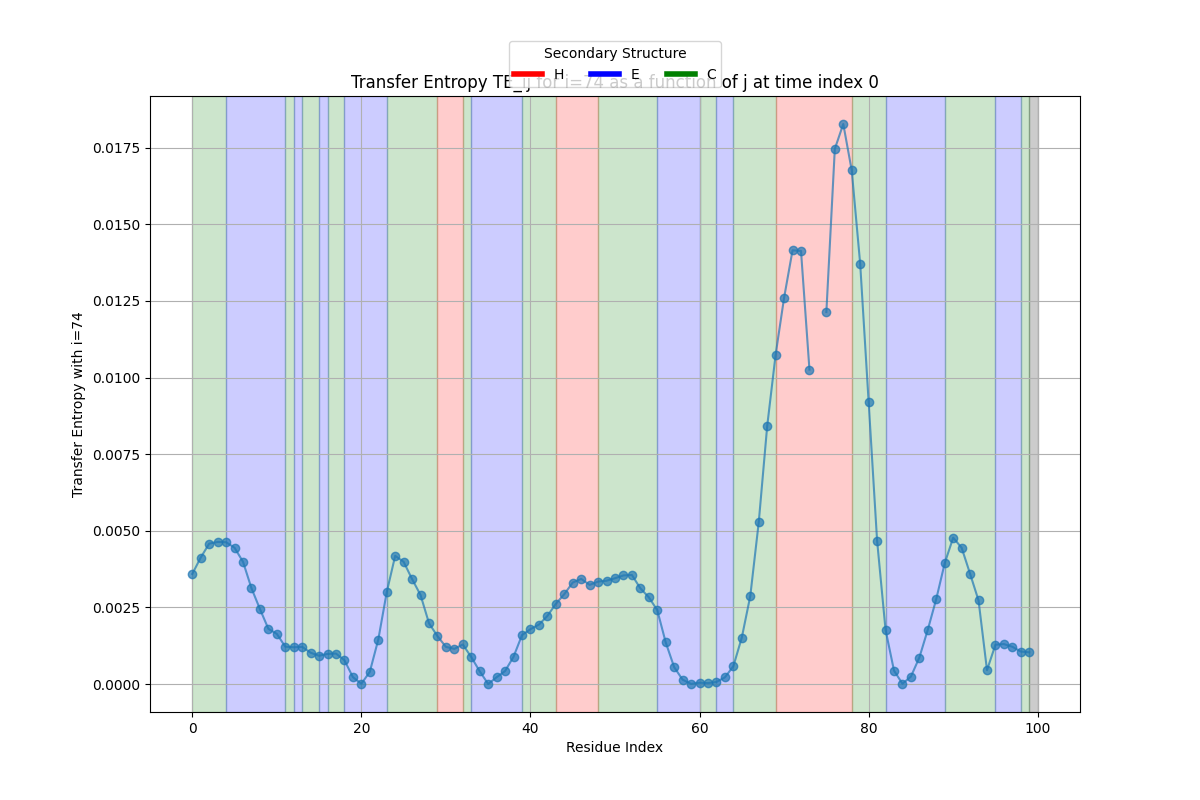 Secondary Structure
H E C
Transfer Entropy TE_ij for i=74 as a function of j at time index 0
Transfer Entropy with i=74
0.0175
0.0150
0.0125
0.0100
0.0075
0.0050
0.0025
0.0000
0 20 40 60 80 100
Residue Index